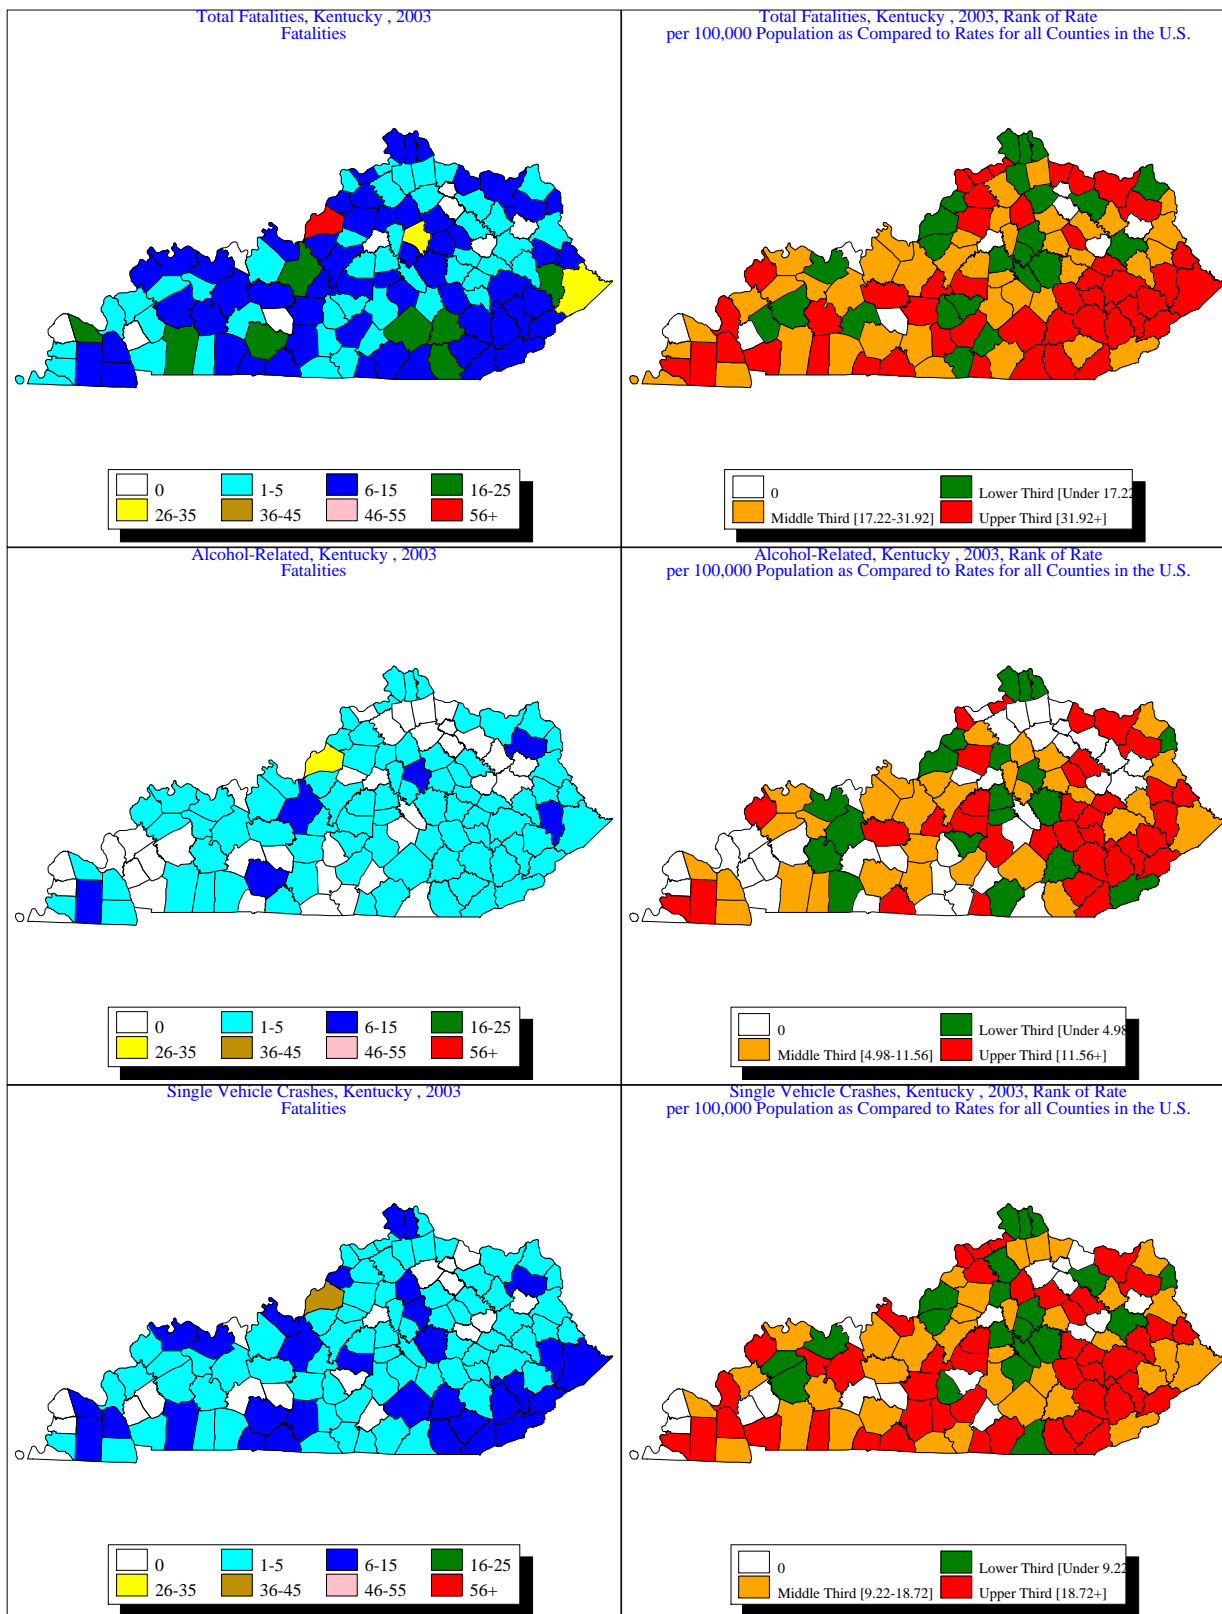 Total Fatalities, Kentucky , 2003
Fatalities
Total Fatalities, Kentucky , 2003, Rank of Rate
per 100,000 Population as Compared to Rates for all Counties in the U.S.
0 1-5 6-15 16-25
26-35 36-45 46-55 56+
0 Lower Third [Under 17.22
Middle Third [17.22-31.92] Upper Third [31.92+]
Alcohol-Related, Kentucky , 2003
Fatalities
Alcohol-Related, Kentucky , 2003, Rank of Rate
per 100,000 Population as Compared to Rates for all Counties in the U.S.
0 1-5 6-15 16-25
26-35 36-45 46-55 56+
0 Lower Third [Under 4.98
Middle Third [4.98-11.56] Upper Third [11.56+]
Single Vehicle Crashes, Kentucky , 2003
Fatalities
Single Vehicle Crashes, Kentucky , 2003, Rank of Rate
per 100,000 Population as Compared to Rates for all Counties in the U.S.
0 1-5 6-15 16-25
26-35 36-45 46-55 56+
0 Lower Third [Under 9.22
Middle Third [9.22-18.72] Upper Third [18.72+]